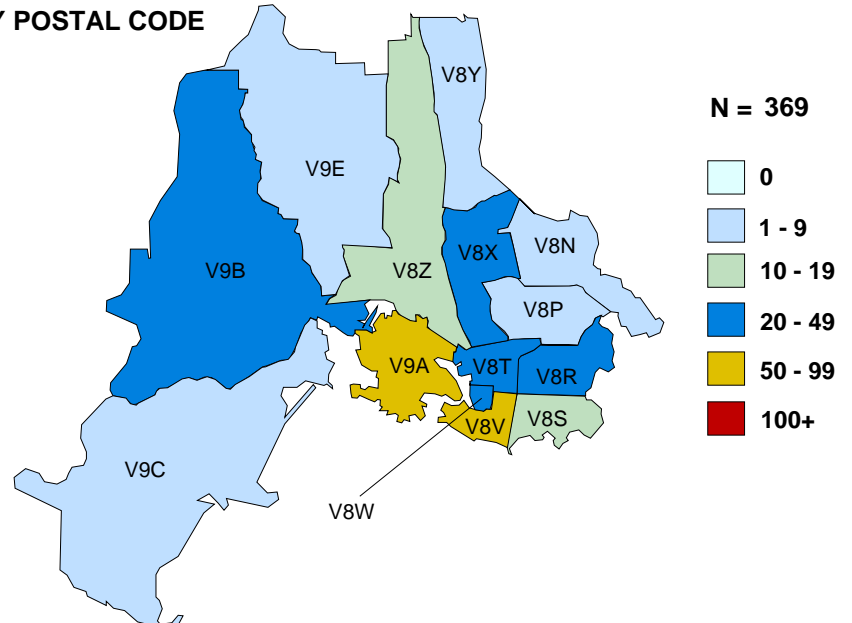 Y POSTAL CODE
V8Y
N = 369
V9E
0
1 - 9
V8N
V8X
V9B
V8Z
10 - 19
V8P
20 - 49
V9A
V8T
V8R
50 - 99
V8V
V8S
100+
V9C
V8W